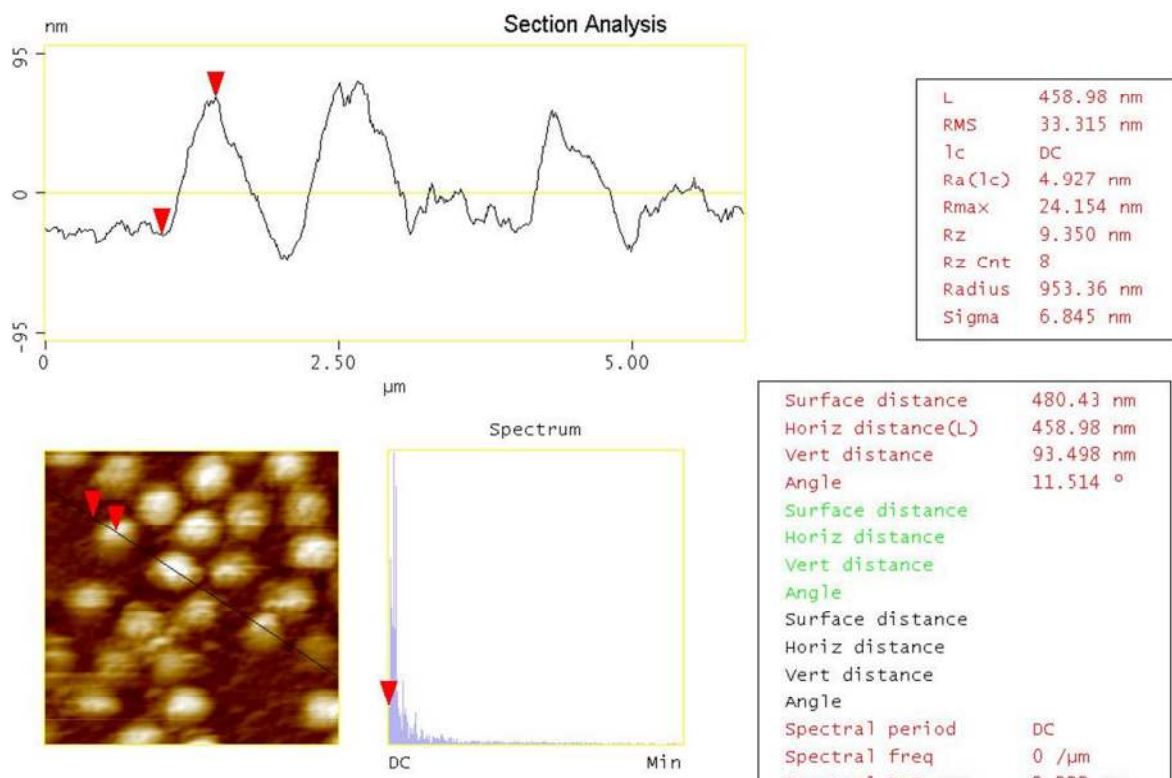 Section Analysis
nm
95
0
-95
0 2.50 5.00
µm
L 458.98 nm
RMS 33.315 nm
lc DC
Ra(lc) 4.927 nm
Rmax 24.154 nm
Rz 9.350 nm
Rz Cnt 8
Radius 953.36 nm
Sigma 6.845 nm
Spectrum
DC Min
Surface distance 480.43 nm
Horiz distance(L) 458.98 nm
Vert distance 93.498 nm
Angle 11.514 º
Surface distance
Horiz distance
Vert distance
Angle
Surface distance
Horiz distance
Vert distance
Angle
Spectral period DC
Spectral freq 0 /µm